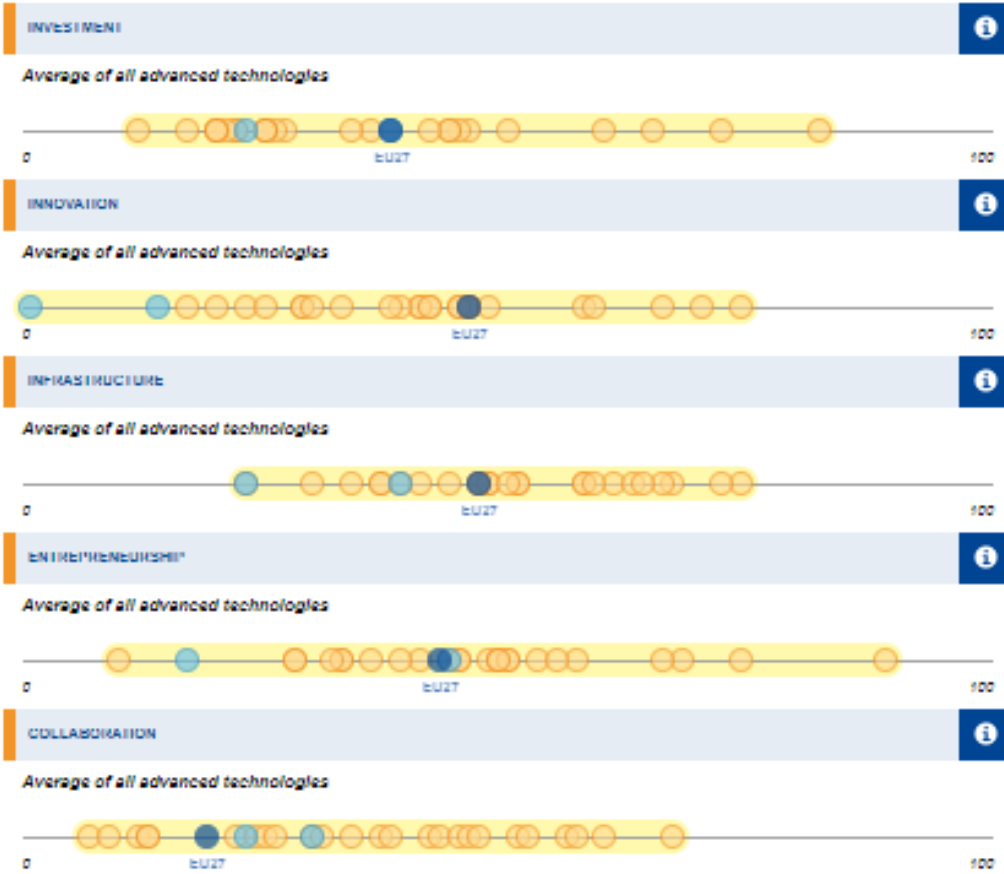 INVESTMENT
Average of all advanced technologies
0 EU27 100
INNOVATION
Average of all advanced technologies
0 EU27 100
INFRASTRUCTURE
Average of all advanced technologies
0 EU27 100
ENTREPRENEURSHIP
Average of all advanced technologies
0 EU27 100
COLLABORATION
Average of all advanced technologies
0 EU27 100